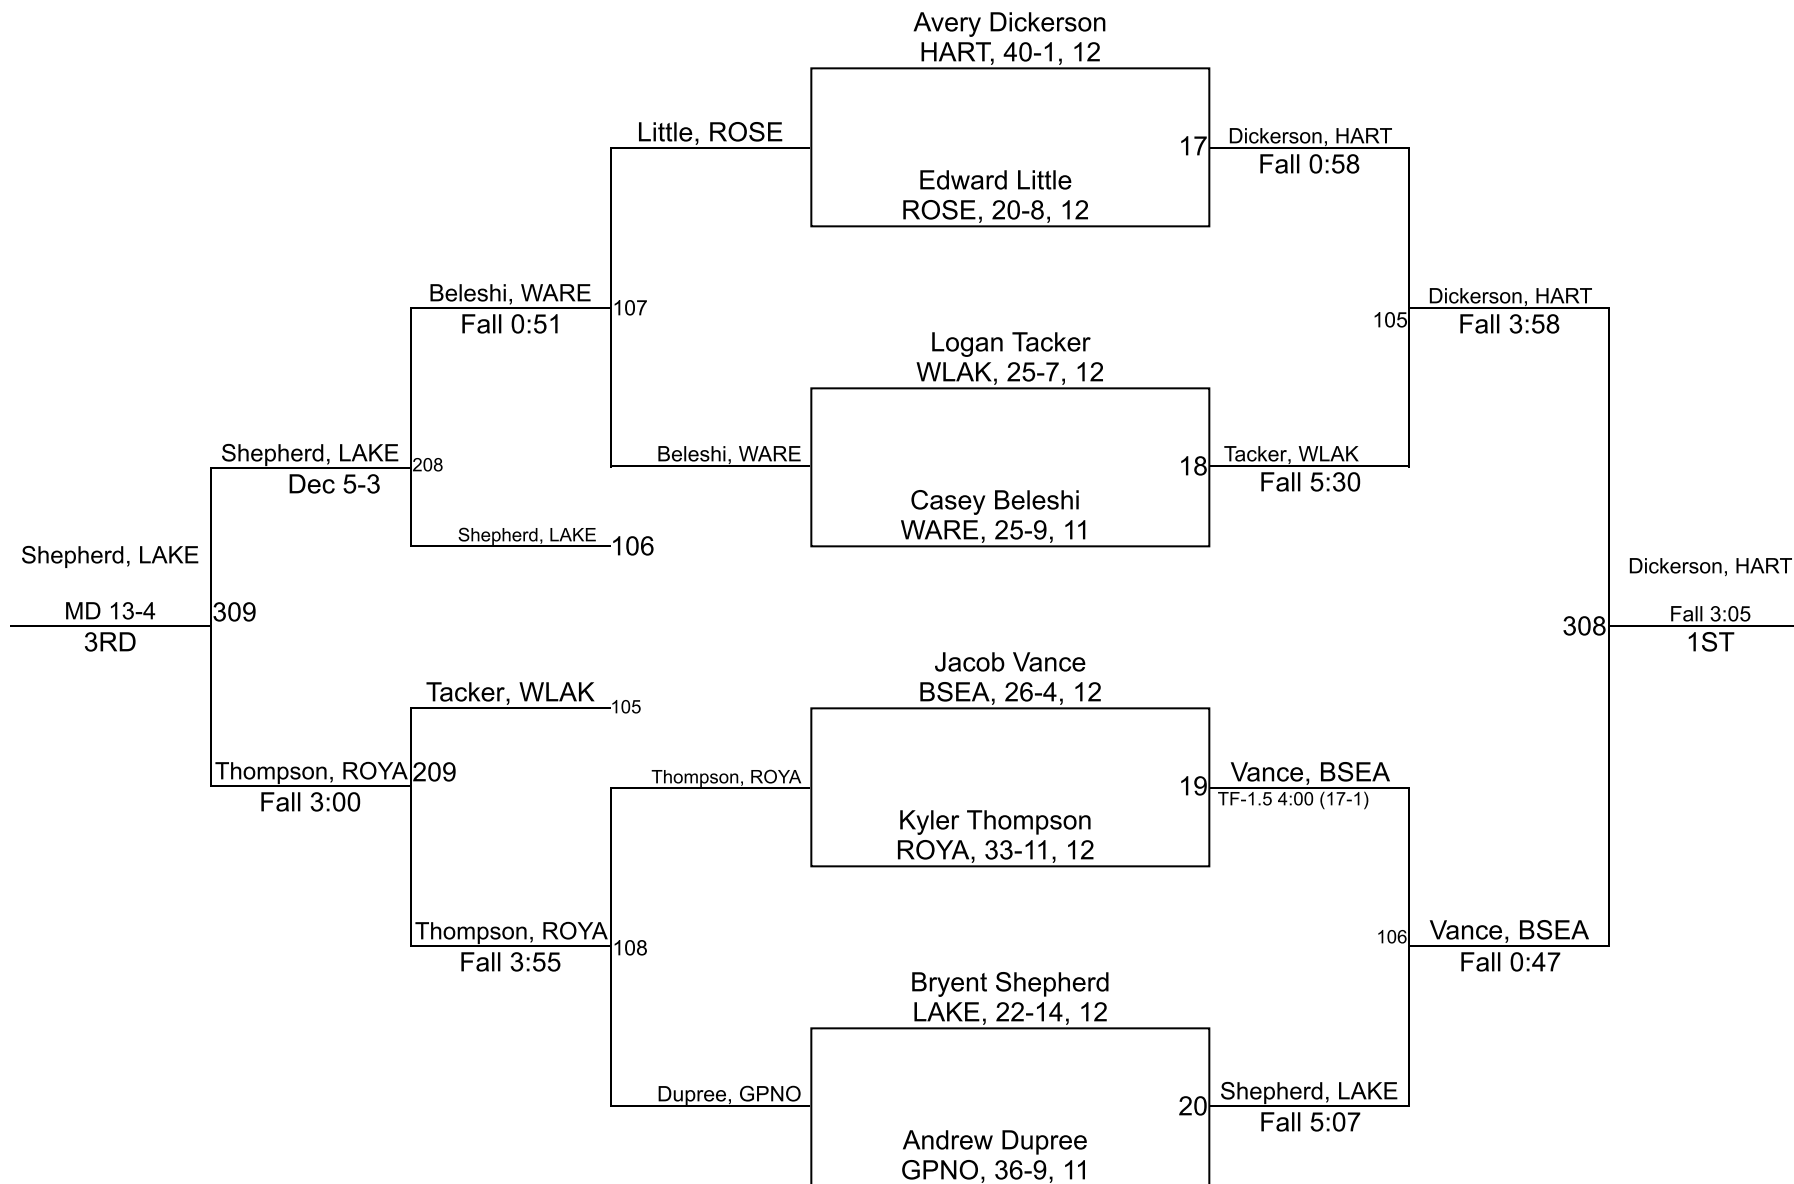 Avery Dickerson
HART, 40-1, 12
Little, ROSE
17
Dickerson, HART
Fall 0:58
Edward Little
ROSE, 20-8, 12
Beleshi, WARE
Fall 0:51
107
Dickerson, HART
Fall 3:58
105
Logan Tacker
WLAK, 25-7, 12
Shepherd, LAKE
Dec 5-3
208
Beleshi, WARE
18
Tacker, WLAK
Fall 5:30
Casey Beleshi
WARE, 25-9, 11
Shepherd, LAKE
106
Shepherd, LAKE
MD 13-4
3RD
309
Dickerson, HART
Fall 3:05
1ST
308
Jacob Vance
BSEA, 26-4, 12
Tacker, WLAK
105
Thompson, ROYA
Fall 3:00
209
Thompson, ROYA
19
Vance, BSEA
TF-1.5 4:00 (17-1)
Kyler Thompson
ROYA, 33-11, 12
Thompson, ROYA
Fall 3:55
108
106
Vance, BSEA
Fall 0:47
Bryent Shepherd
LAKE, 22-14, 12
Dupree, GPNO
20
Shepherd, LAKE
Fall 5:07
Andrew Dupree
GPNO, 36-9, 11